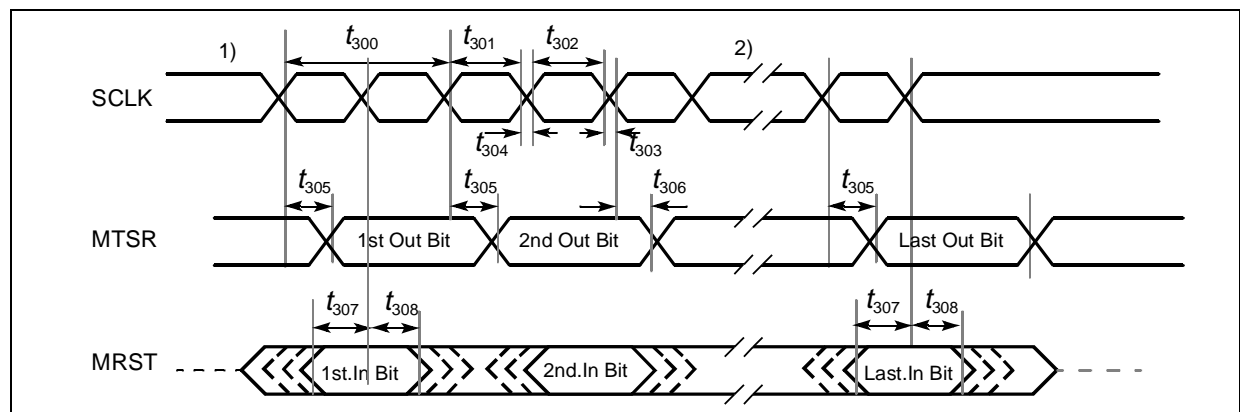 1) t300 t301 t302 2)
SCLK
t304 t303
t305 t305 t306 t305
MTSR 1st Out Bit 2nd Out Bit Last Out Bit
t307 t308 t307 t308
MRST 1st.In Bit 2nd.In Bit Last.In Bit